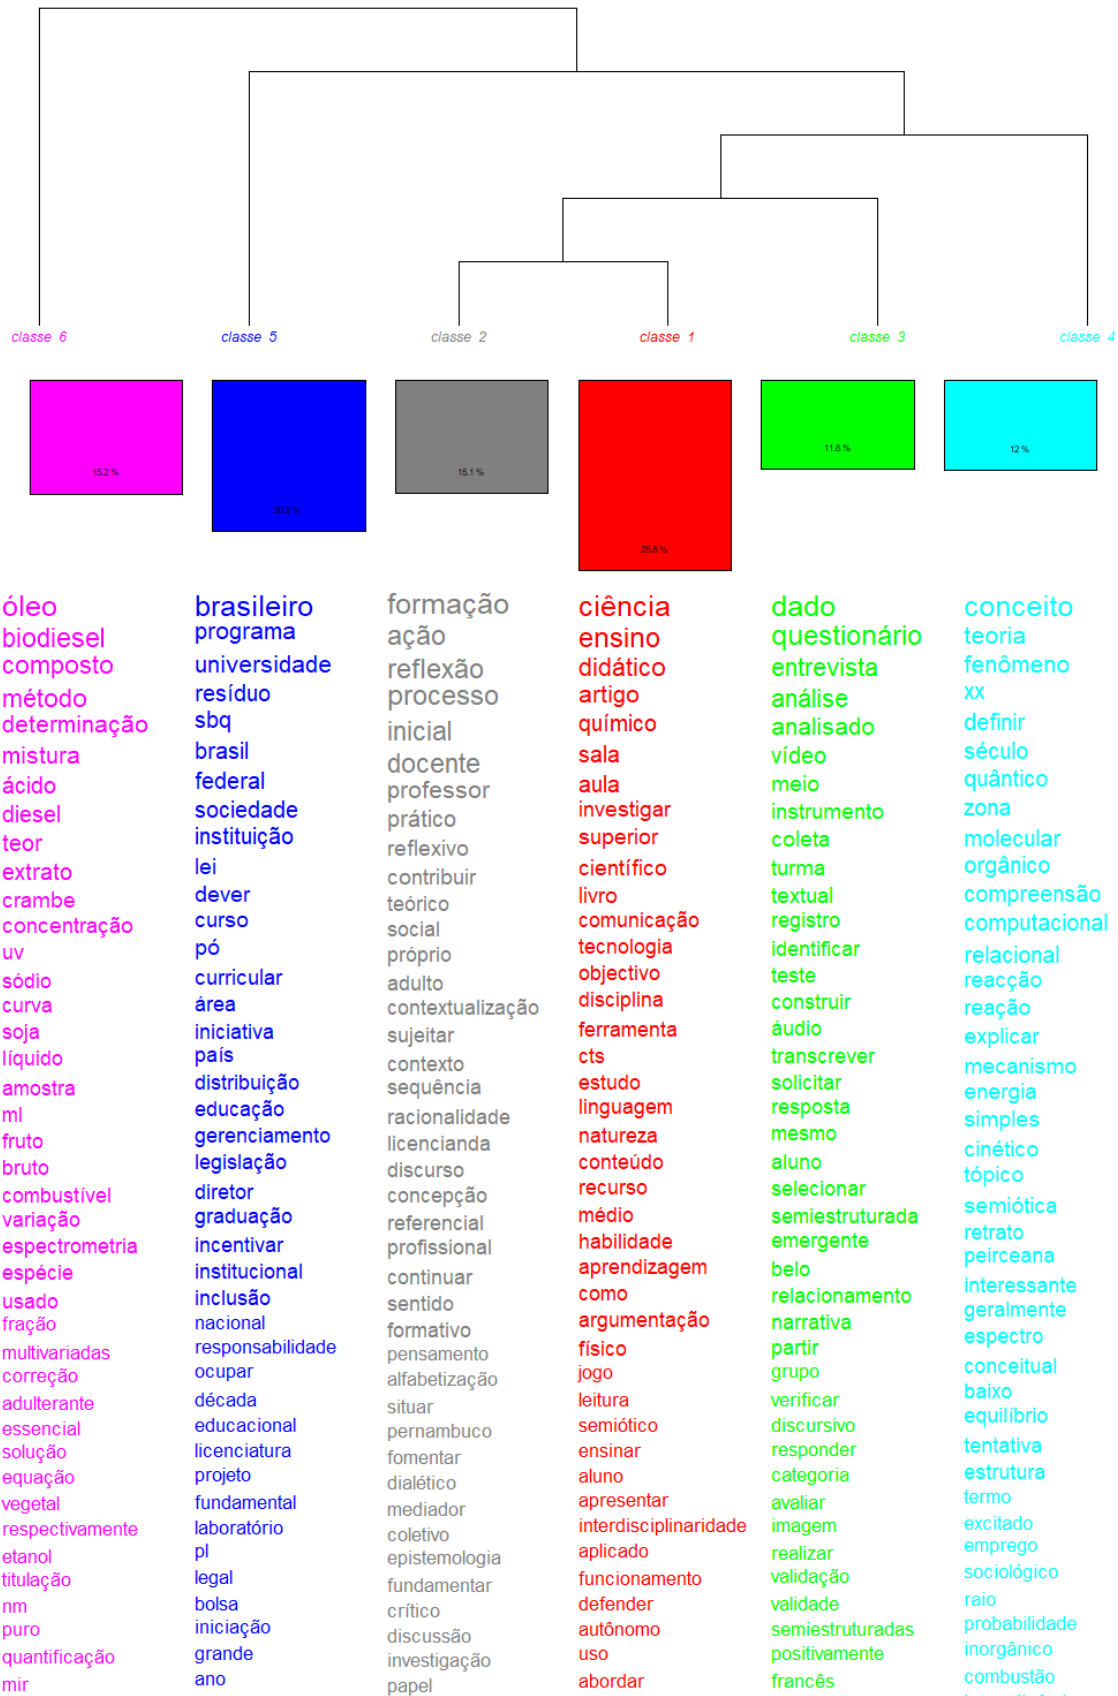 classe 6
classe 5
classe 2
classe 1
classe 3
classe 4
15.2 %
20.3 %
15.1 %
25.6 %
11.8 %
12 %
óleo
biodiesel
composto
método
determinação
mistura
ácido
diesel
teor
extrato
crambe
concentração
uv
sódio
curva
soja
líquido
amostra
ml
fruto
bruto
combustível
variação
espectrometria
espécie
usado
fração
multivariadas
correção
adulterante
essencial
solução
equação
vegetal
respectivamente
etanol
titulação
nm
puro
quantificação
mir
brasileiro
programa
universidade
resíduo
sbq
brasil
federal
sociedade
instituição
lei
dever
curso
pó
curricular
área
iniciativa
país
distribuição
educação
gerenciamento
legislação
diretor
graduação
incentivar
institucional
inclusão
nacional
responsabilidade
ocupar
década
educacional
licenciatura
projeto
fundamental
laboratório
pl
legal
bolsa
iniciação
grande
ano
formação
ação
reflexão
processo
inicial
docente
professor
prático
reflexivo
contribuir
teórico
social
próprio
adulto
contextualização
sujeitar
contexto
sequência
racionalidade
licencianda
discurso
concepção
referencial
profissional
continuar
sentido
formativo
pensamento
alfabetização
situar
pernambuco
fomentar
dialético
mediador
coletivo
epistemologia
fundamentar
crítico
discussão
investigação
papel
ciência
ensino
didático
artigo
químico
sala
aula
investigar
superior
científico
livro
comunicação
tecnologia
objectivo
disciplina
ferramenta
cts
estudo
linguagem
natureza
conteúdo
recurso
médio
habilidade
aprendizagem
como
argumentação
físico
jogo
leitura
semiótico
ensinar
aluno
apresentar
interdisciplinaridade
aplicado
funcionamento
defender
autônomo
uso
abordar
dado
questionário
entrevista
análise
analisado
vídeo
meio
instrumento
coleta
turma
textual
registro
identificar
teste
construir
áudio
transcrever
solicitar
resposta
mesmo
aluno
selecionar
semiestruturada
emergente
belo
relacionamento
narrativa
partir
grupo
verificar
discursivo
responder
categoria
avaliar
imagem
realizar
validação
validade
semiestruturadas
positivamente
francês
conceito
teoria
fenômeno
xx
definir
século
quântico
zona
molecular
orgânico
compreensão
computacional
relacional
reacção
reação
explicar
mecanismo
energia
simples
cinético
tópico
semiótica
retrato
peirceana
interessante
geralmente
espectro
conceitual
baixo
equilíbrio
tentativa
estrutura
termo
excitado
emprego
sociológico
raio
probabilidade
inorgânico
combustão